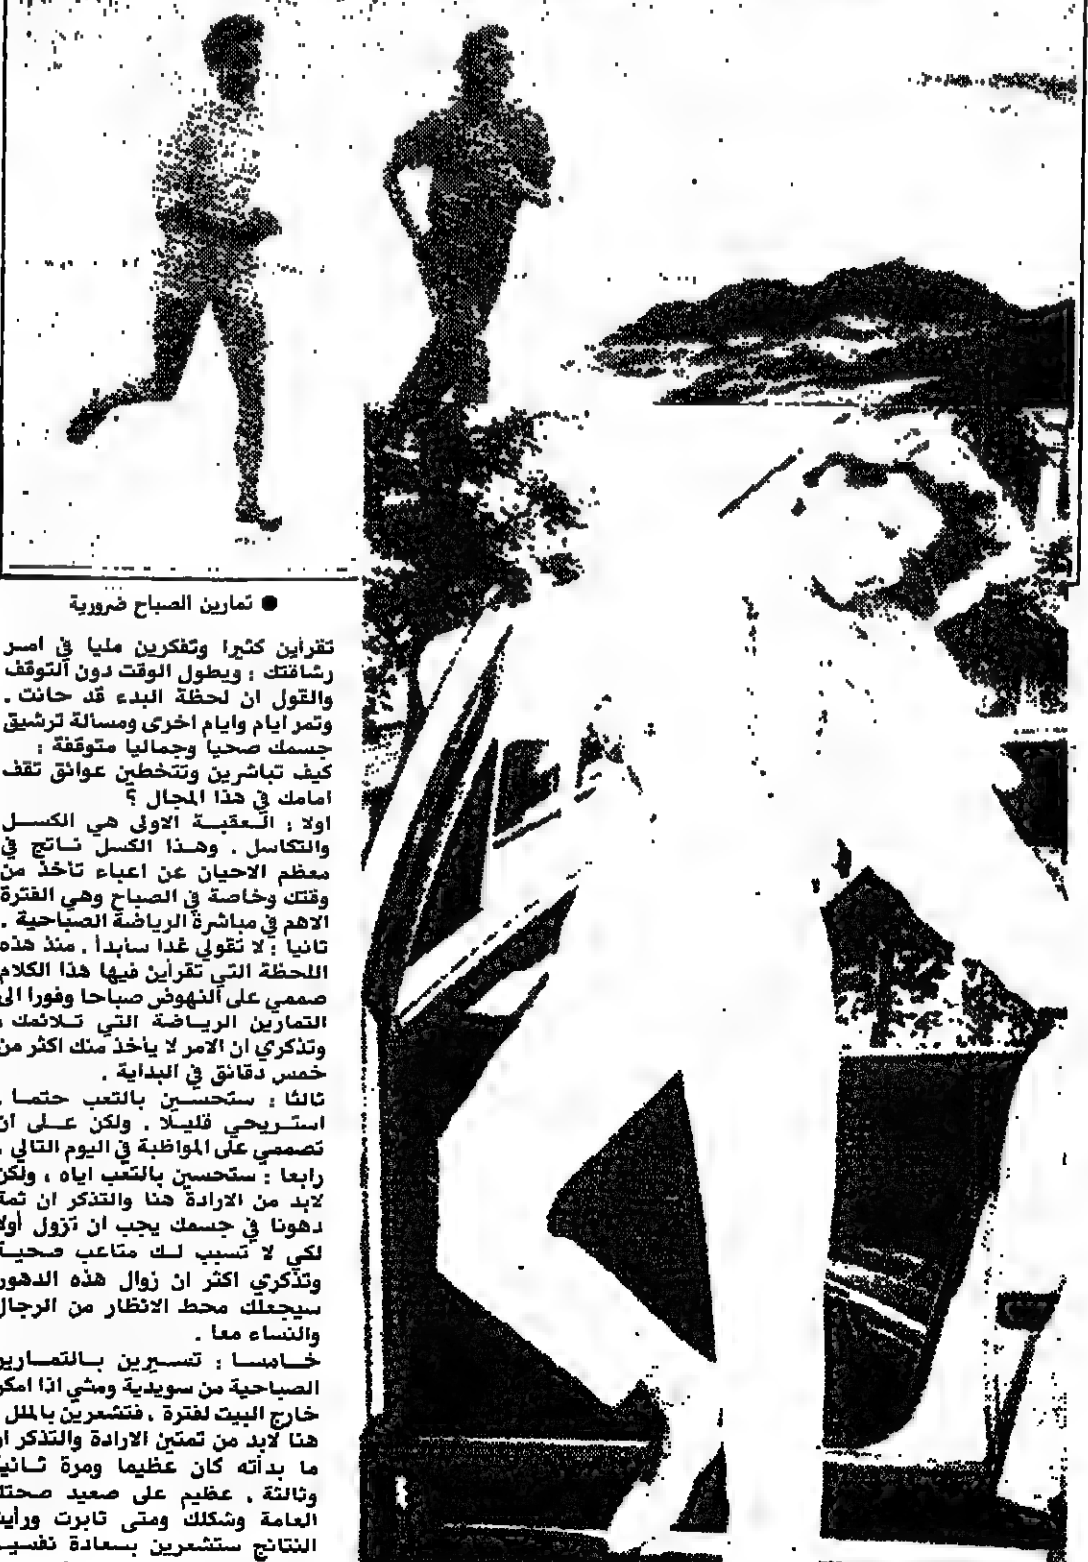 ● تمارين الصباح ضرورية
تقرأين كثيرا وتفكرين مليا في امر
رشاقتك : ويطول الوقت دون التوقف
والقول ان لحظة البدء قد حانت .
وتمر ايام وايام اخرى ومسألة ترشيق
جسمك صحيا وجماليا متوقفة :
كيف تباشرين وتتخطين عوائق تقف
امامك في هذا المجال ؟
اولا : العقبة الاولى هي الكسل
والتكاسل . وهذا الكسل ناتج في
معظم الاحيان عن اعباء تأخذ من
وقتك وخاصة في الصباح وهي الفترة
الاهم في مباشرة الرياضة الصباحية .
ثانيا : لا تقولي غدا سابدأ . منذ هذه
اللحظة التي تقرأين فيها هذا الكلام
صممي على النهوض صباحا وفورا الى
التمارين الرياضة التي تلائمك ،
وتذكري ان الامر لا يأخذ منك اكثر من
خمس دقائق في البداية .
ثالثا : ستحسين بالتعب حتما .
استريحي قليلا . ولكن على ان
تصممي على المواظبة في اليوم التالي .
رابعا : ستحسين بالتعب اياه ، ولكن
لابد من الارادة هنا والتذكر ان ثمة
دهونا في جسمك يجب ان تزول أولا
لكي لا تسبب لك متاعب صحية
وتذكري اكثر ان زوال هذه الدهون
سيجعلك محط الانظار من الرجال
والنساء معا .
خامسا : تسيرين بالتمارين
الصباحية من سويدية ومشي اذا امكن
خارج البيت لفترة ، فتشعرين بالملل
هنا لابد من تمتين الارادة والتذكر ان
ما بدأته كان عظيما ومرة ثانية
وثالثة . عظيم على صعيد صحتك
العامة وشكلك ومتى ثابرت ورأيت
النتائج ستشعرين بسعادة نفسية